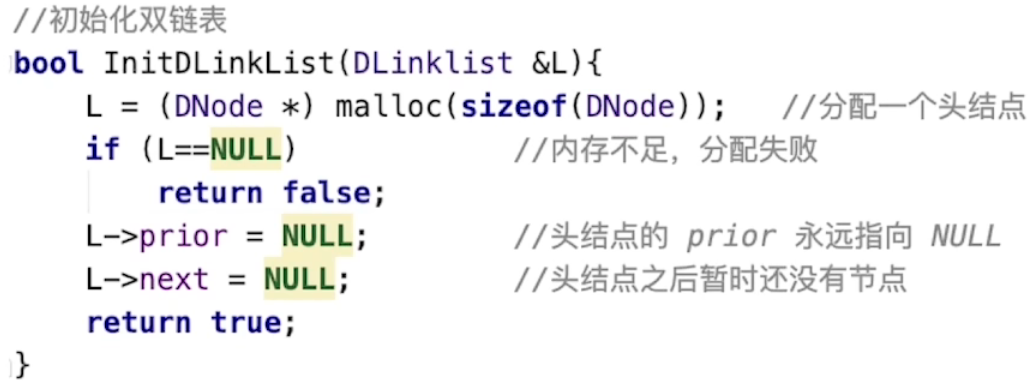 //初始化双链表
bool InitDLinkList(DLinklist &L){
    L = (DNode *) malloc(sizeof(DNode));   //分配一个头结点
    if (L==NULL)            //内存不足，分配失败
        return false;
    L->prior = NULL;        //头结点的 prior 永远指向 NULL
    L->next = NULL;         //头结点之后暂时还没有节点
    return true;
}